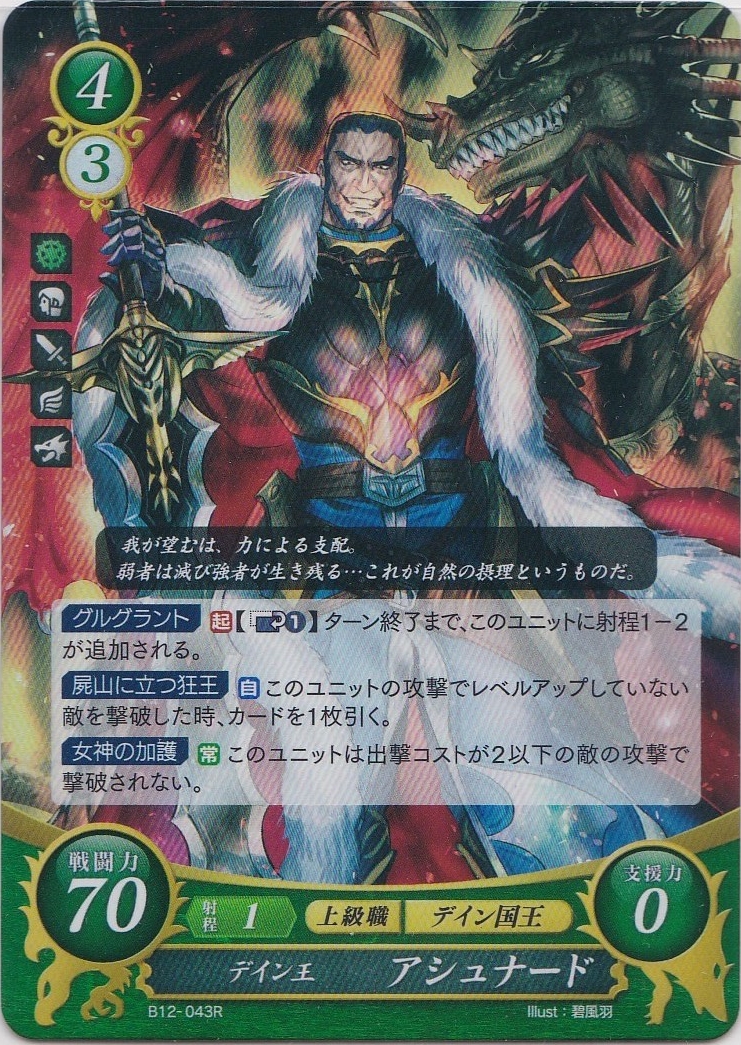 4
3
我が望むは、力による支配。
弱者は滅び強者が生き残る…これが自然の摂理というものだ。
グルグラント 起【1】ターン終了まで、このユニットに射程1-2
が追加される。
屍山に立つ狂王 自 このユニットの攻撃でレベルアップしていない
敵を撃破した時、カードを1枚引く。
女神の加護 常 このユニットは出撃コストが2以下の敵の攻撃で
撃破されない。
戦闘力
70
射程 1
上級職 デイン国王
支援力
0
デイン王 アシュナード
B12-043R Illust:碧風羽